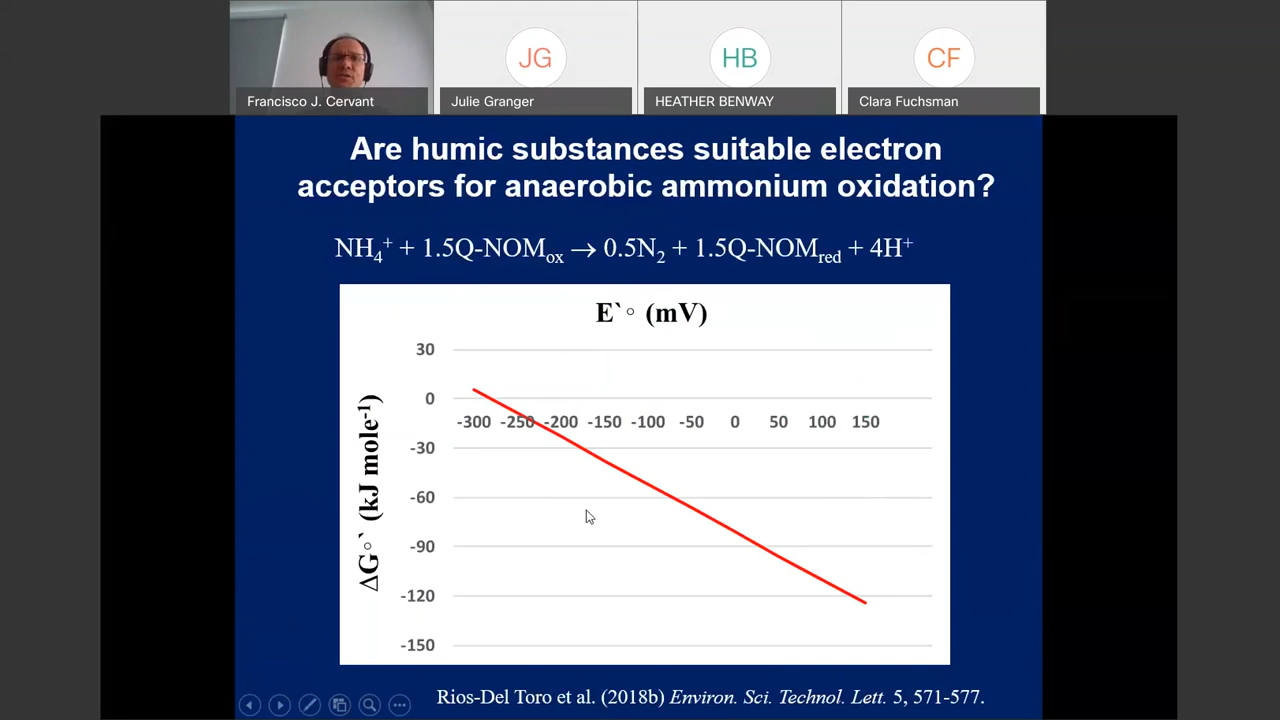 JG
HB
CF
Francisco J. Cervant
Julie Granger
HEATHER BENWAY
Clara Fuchsman
Are humic substances suitable electron
acceptors for anaerobic ammonium oxidation?
NH₄⁺ + 1.5Q-NOMₒₓ → 0.5N₂ + 1.5Q-NOM_red + 4H⁺
E`° (mV)
30
0
-300 -250 -200 -150 -100 -50 0 50 100 150
-30
-60
-90
-120
-150
ΔG°` (kJ mole⁻¹)
Rios-Del Toro et al. (2018b) Environ. Sci. Technol. Lett. 5, 571-577.